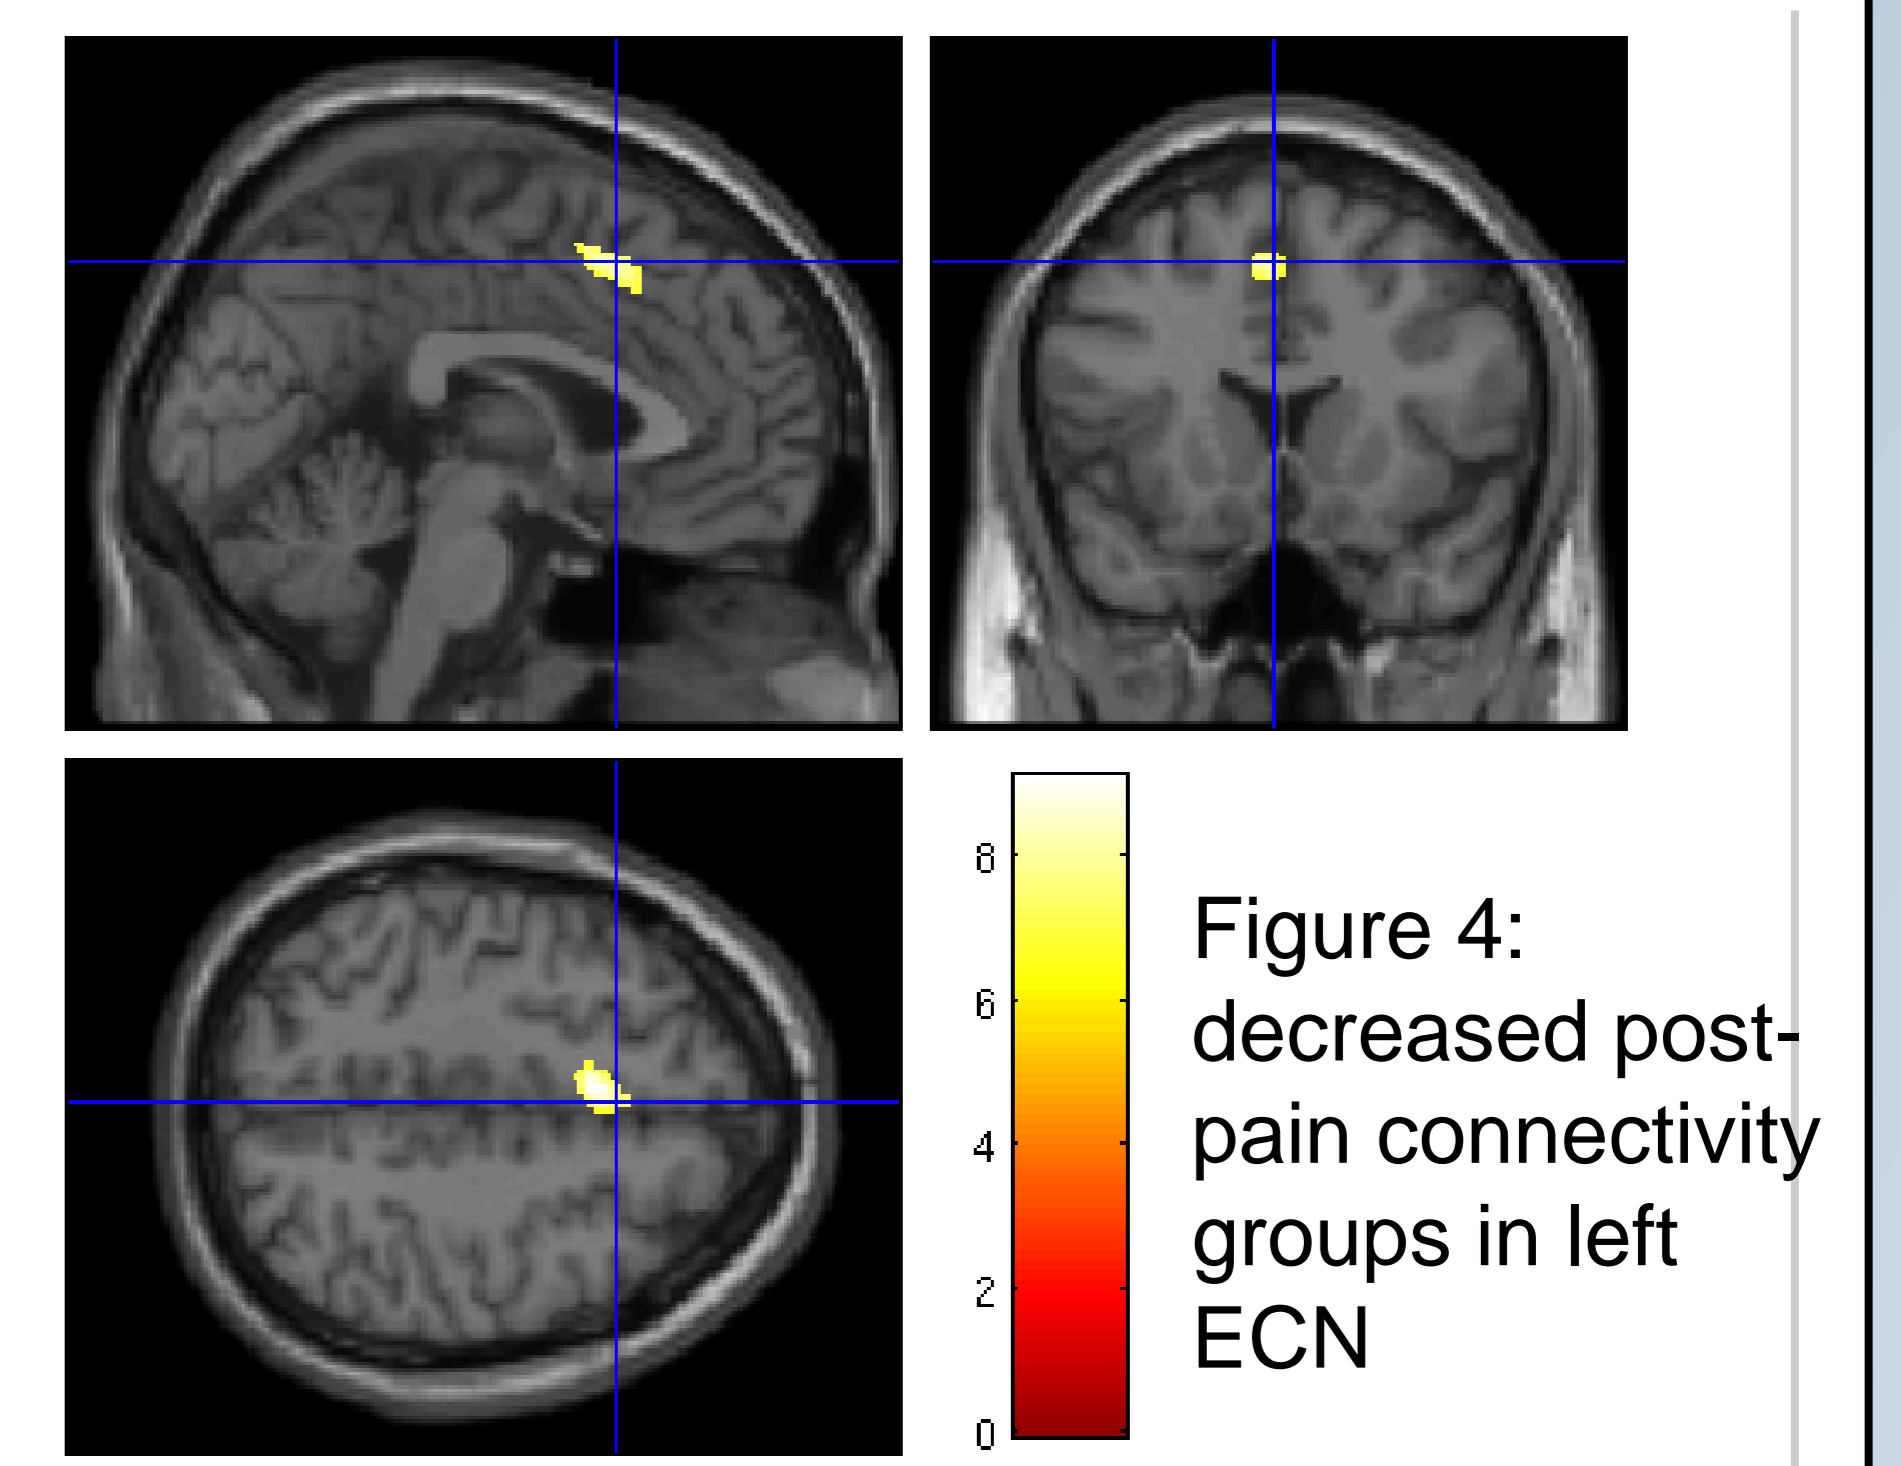 8
6
4
2
0
Figure 4:
decreased post-
pain connectivity
groups in left
ECN